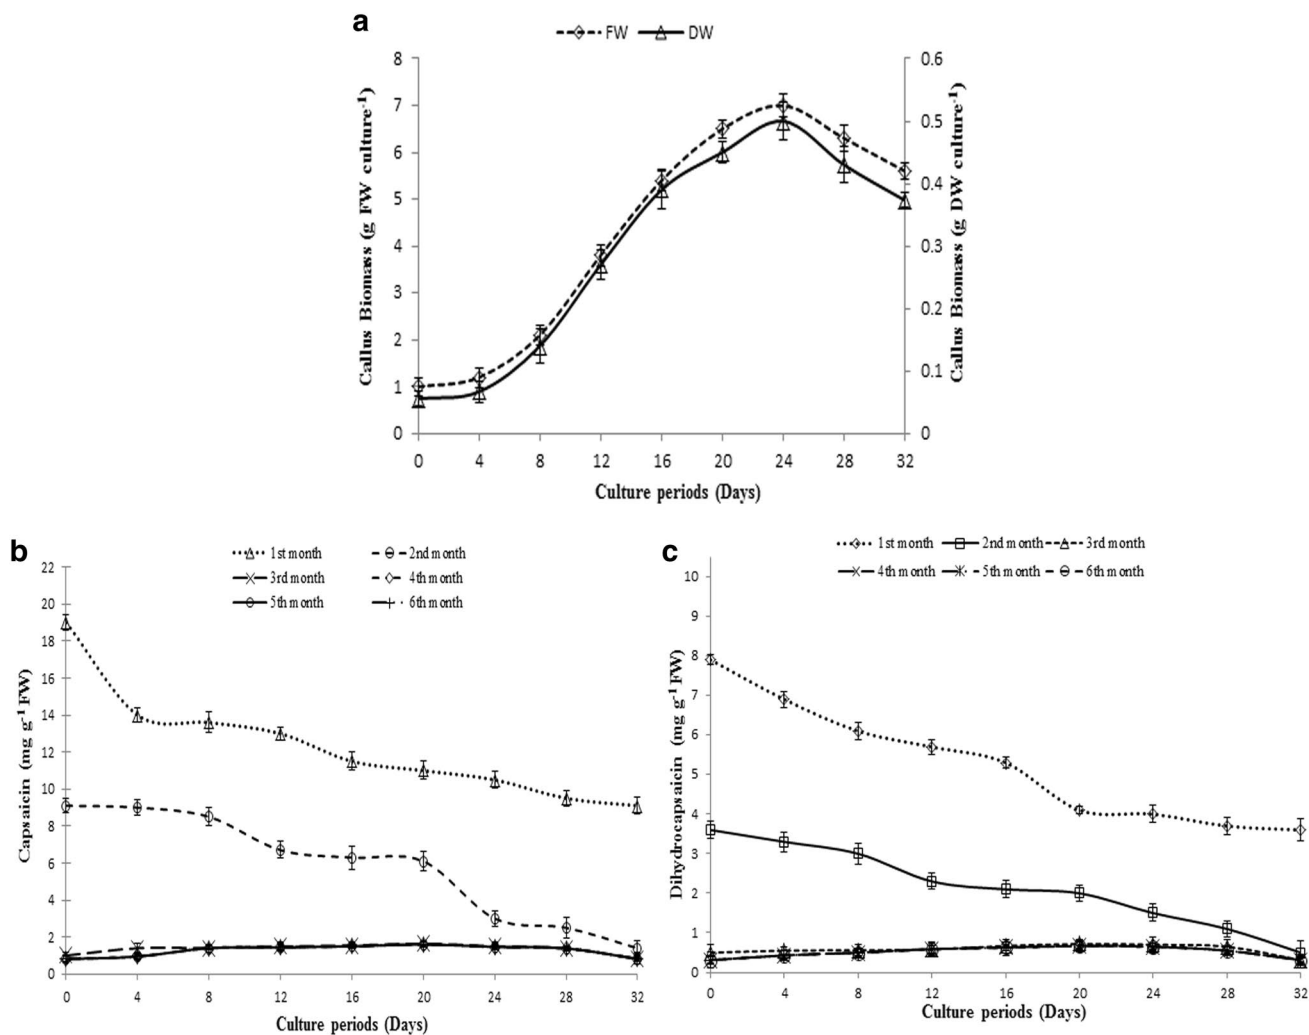 a
FW DW
8 0.6
7
6 0.5
5 0.4
4 0.3
3
2 0.2
1 0.1
0 0
Callus Biomass (g FW culture⁻¹)
Callus Biomass (g DW culture⁻¹)
0 4 8 12 16 20 24 28 32
Culture periods (Days)
b
1st month 2nd month
3rd month 4th month
5th month 6th month
22
20
18
16
14
12
10
8
6
4
2
0
Capsaicin (mg g⁻¹ FW)
0 4 8 12 16 20 24 28 32
Culture periods (Days)
c
1st month 2nd month 3rd month
4th month 5th month 6th month
10
9
8
7
6
5
4
3
2
1
0
Dihydrocapsaicin (mg g⁻¹ FW)
0 4 8 12 16 20 24 28 32
Culture periods (Days)